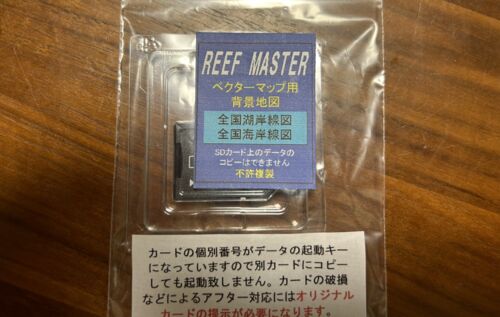 REEF MASTER
ベクターマップ用
背景地図
全国湖岸線図
全国海岸線図
SDカード上のデータの
コピーはできません
不許複製
カードの個別番号がデータの起動キー
になっていますので別カードにコピー
しても起動致しません。カードの破損
などによるアフター対応にはオリジナル
カードの提示が必要になります。